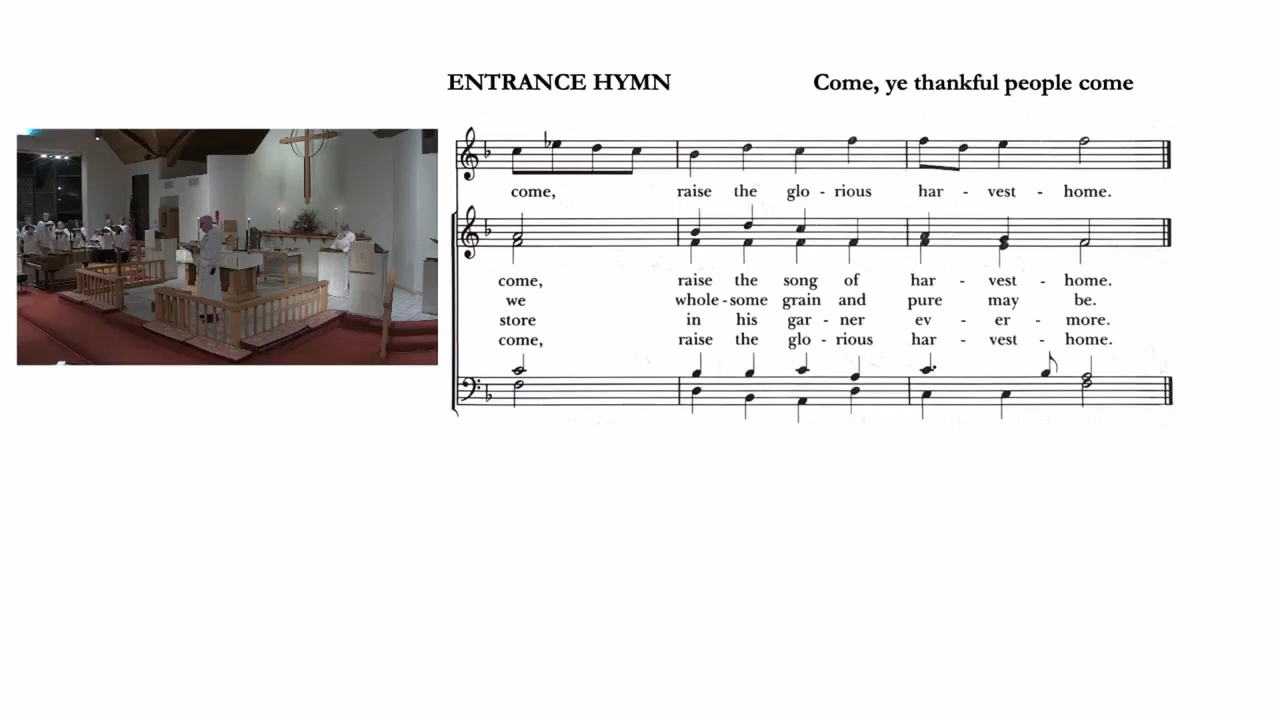 ENTRANCE HYMN Come, ye thankful people come
come, raise the glo - rious har - vest - home.
come, raise the song of har - vest - home.
we whole - some grain and pure may be.
store in his gar - ner ev - er - more.
come, raise the glo - rious har - vest - home.